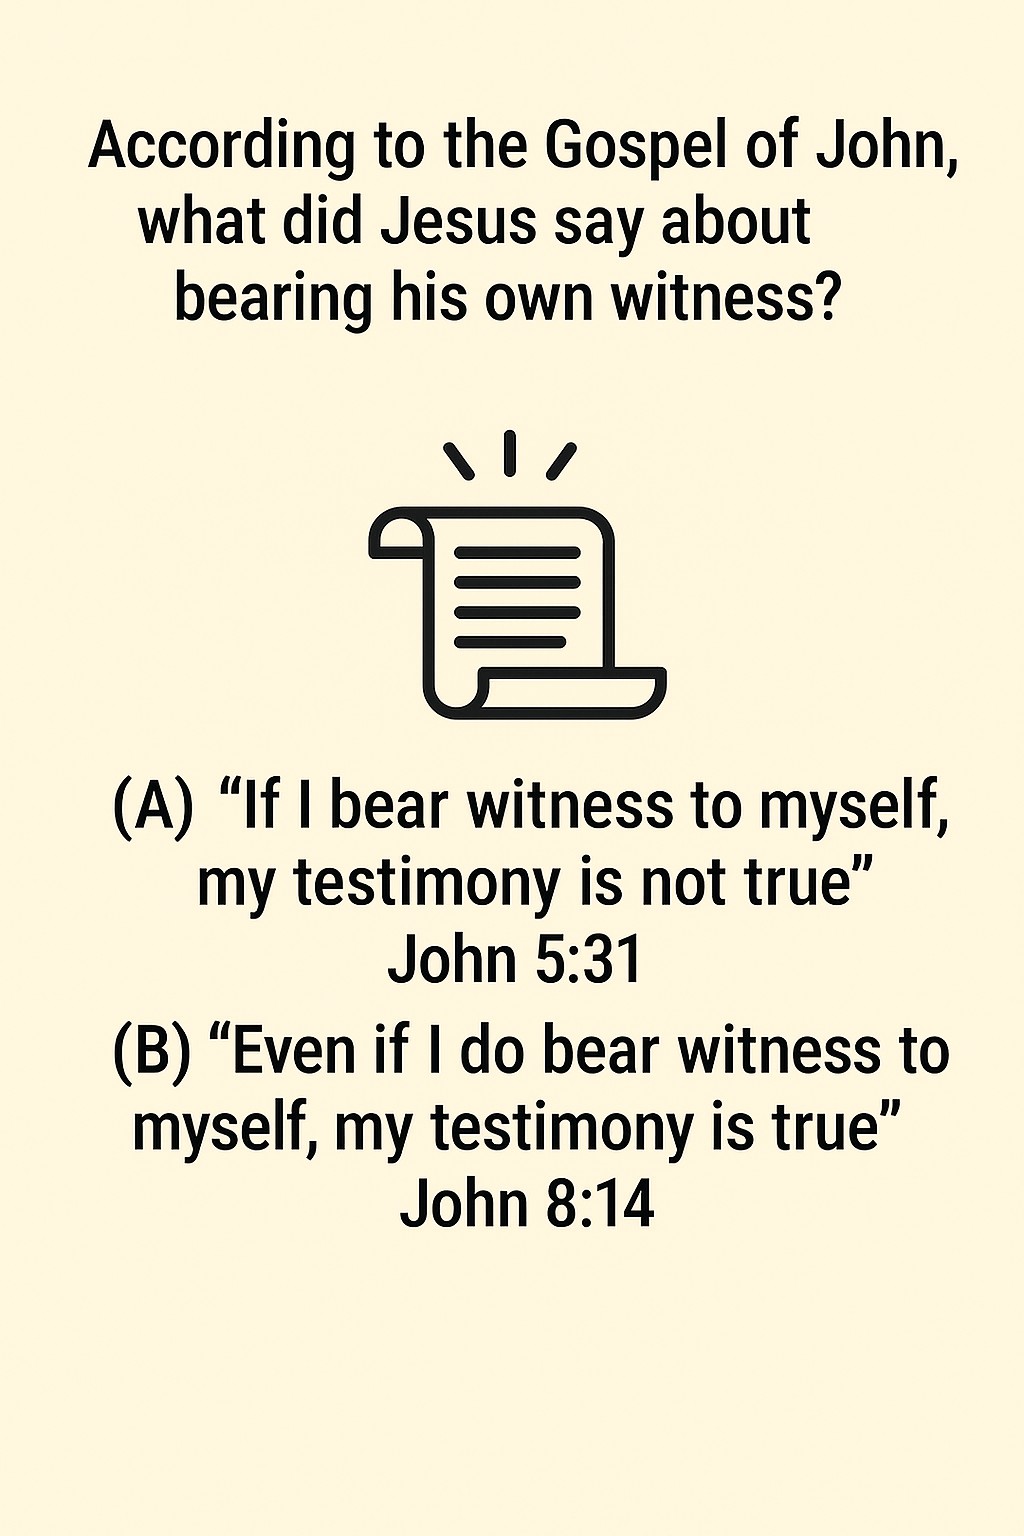 According to the Gospel of John,
what did Jesus say about
bearing his own witness?
(A) “If I bear witness to myself,
my testimony is not true”
John 5:31
(B) “Even if I do bear witness to
myself, my testimony is true”
John 8:14